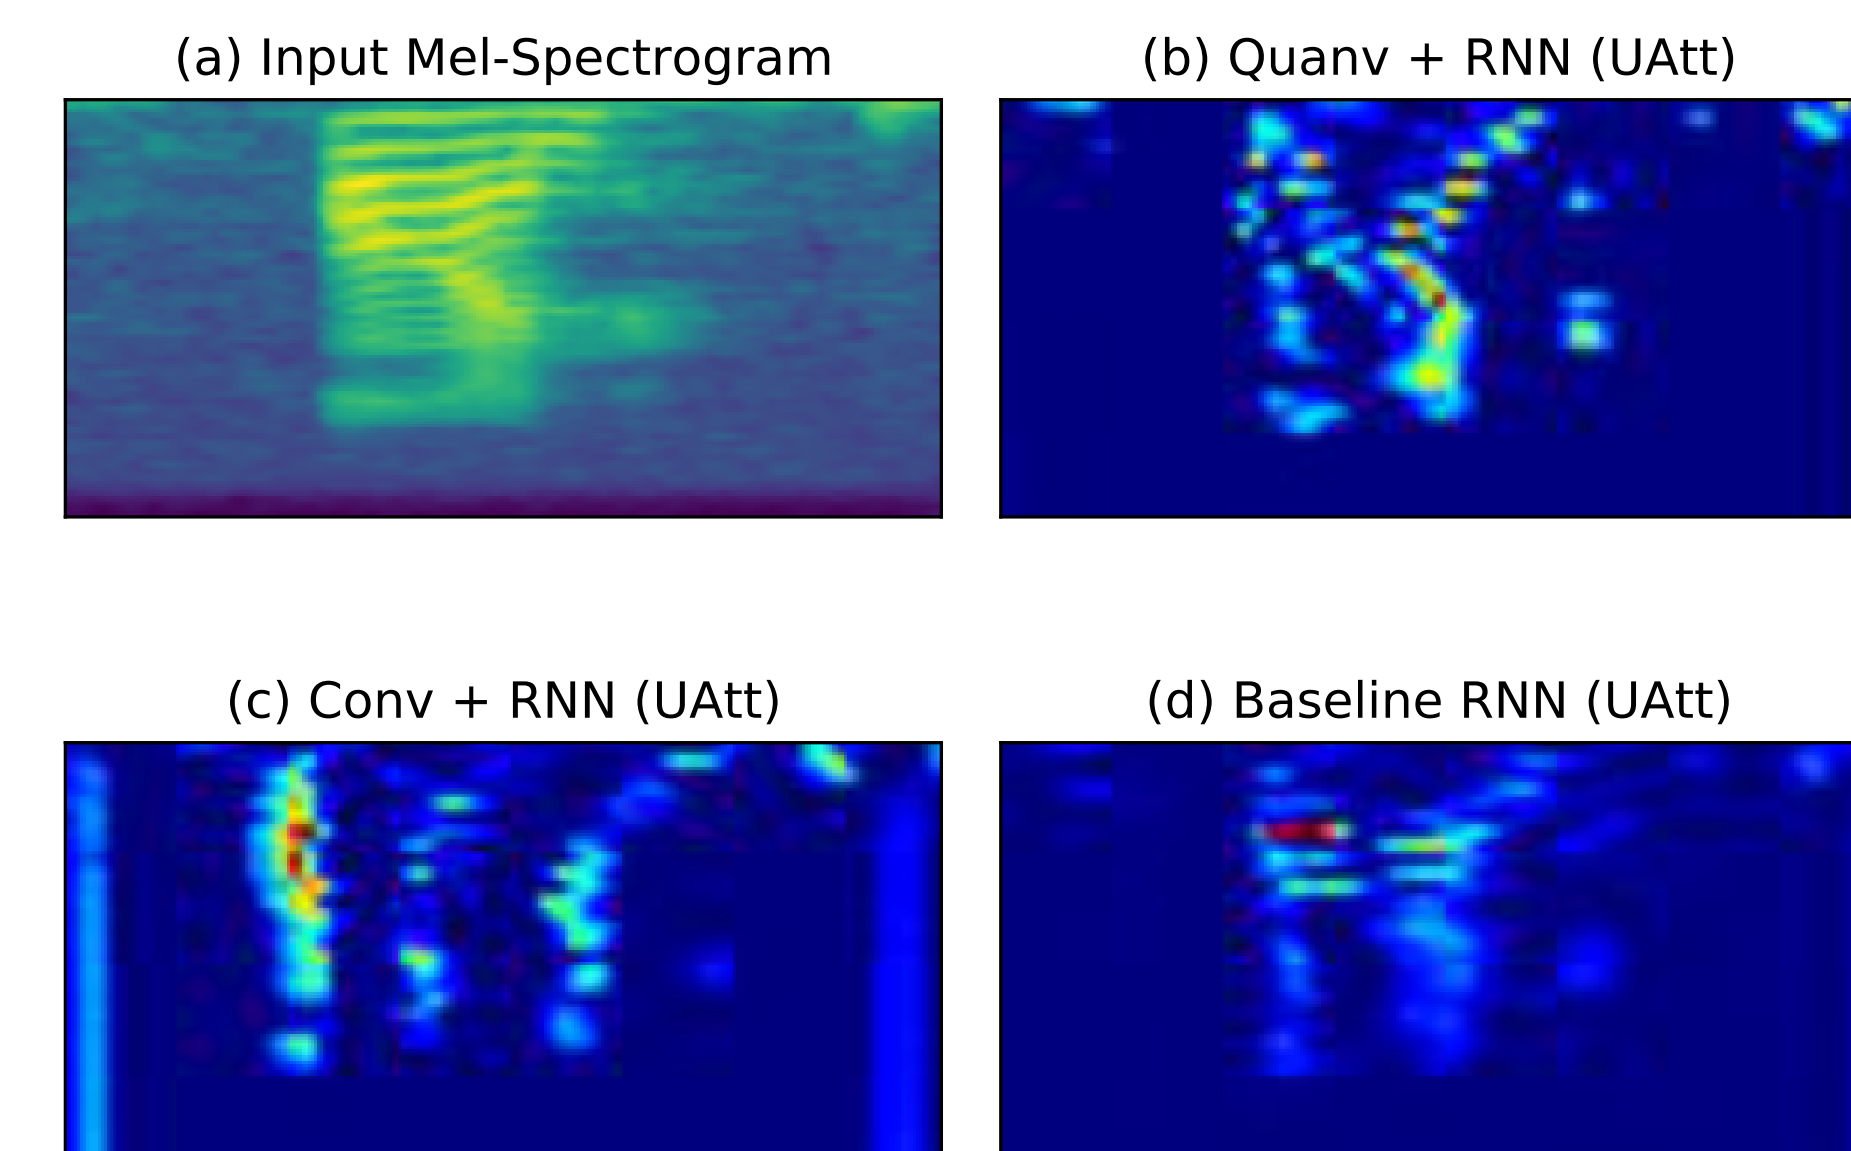 (a) Input Mel-Spectrogram
(b) Quanv + RNN (UAtt)
(c) Conv + RNN (UAtt)
(d) Baseline RNN (UAtt)